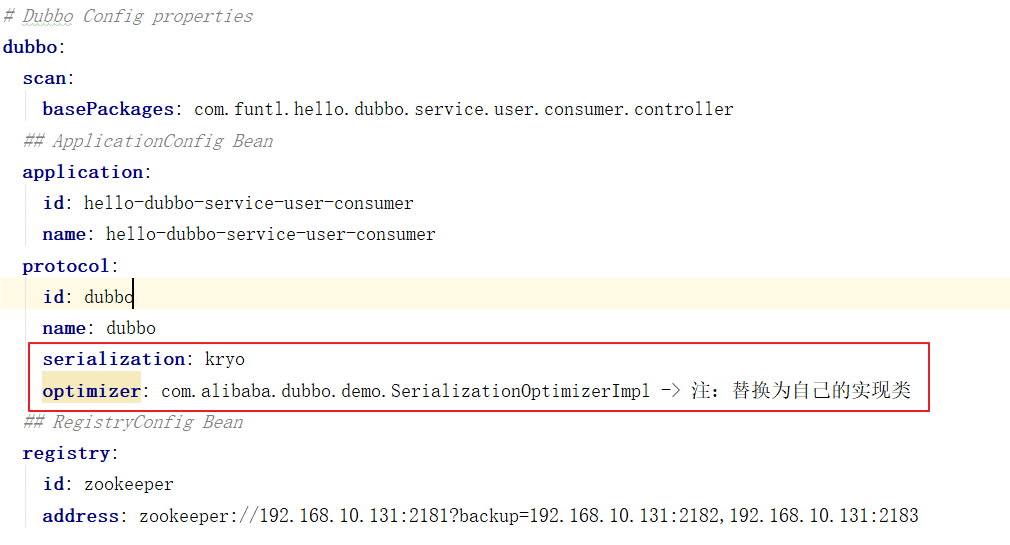 # Dubbo Config properties
dubbo:
  scan:
    basePackages: com.funtl.hello.dubbo.service.user.consumer.controller
  ## ApplicationConfig Bean
  application:
    id: hello-dubbo-service-user-consumer
    name: hello-dubbo-service-user-consumer
  protocol:
    id: dubbo
    name: dubbo
    serialization: kryo
    optimizer: com.alibaba.dubbo.demo.SerializationOptimizerImpl -> 注：替换为自己的实现类
  ## RegistryConfig Bean
  registry:
    id: zookeeper
    address: zookeeper://192.168.10.131:2181?backup=192.168.10.131:2182,192.168.10.131:2183